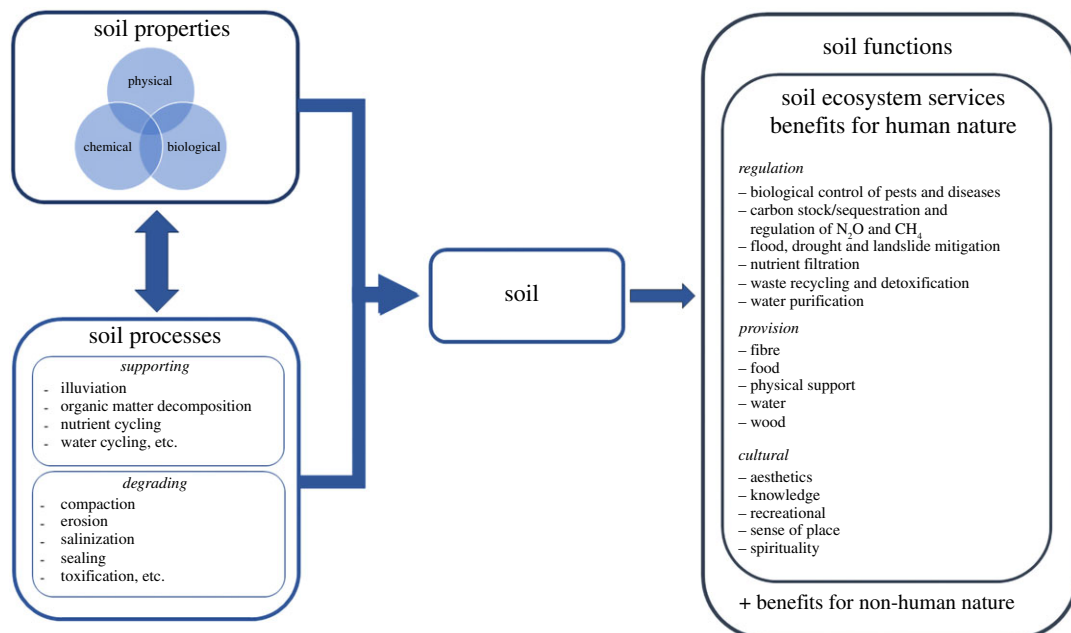 soil properties
physical
chemical
biological
soil processes
supporting
- illuviation
- organic matter decomposition
- nutrient cycling
- water cycling, etc.
degrading
- compaction
- erosion
- salinization
- sealing
- toxification, etc.
soil
soil functions
soil ecosystem services
benefits for human nature
regulation
– biological control of pests and diseases
– carbon stock/sequestration and
regulation of N₂O and CH₄
– flood, drought and landslide mitigation
– nutrient filtration
– waste recycling and detoxification
– water purification
provision
– fibre
– food
– physical support
– water
– wood
cultural
– aesthetics
– knowledge
– recreational
– sense of place
– spirituality
+ benefits for non-human nature